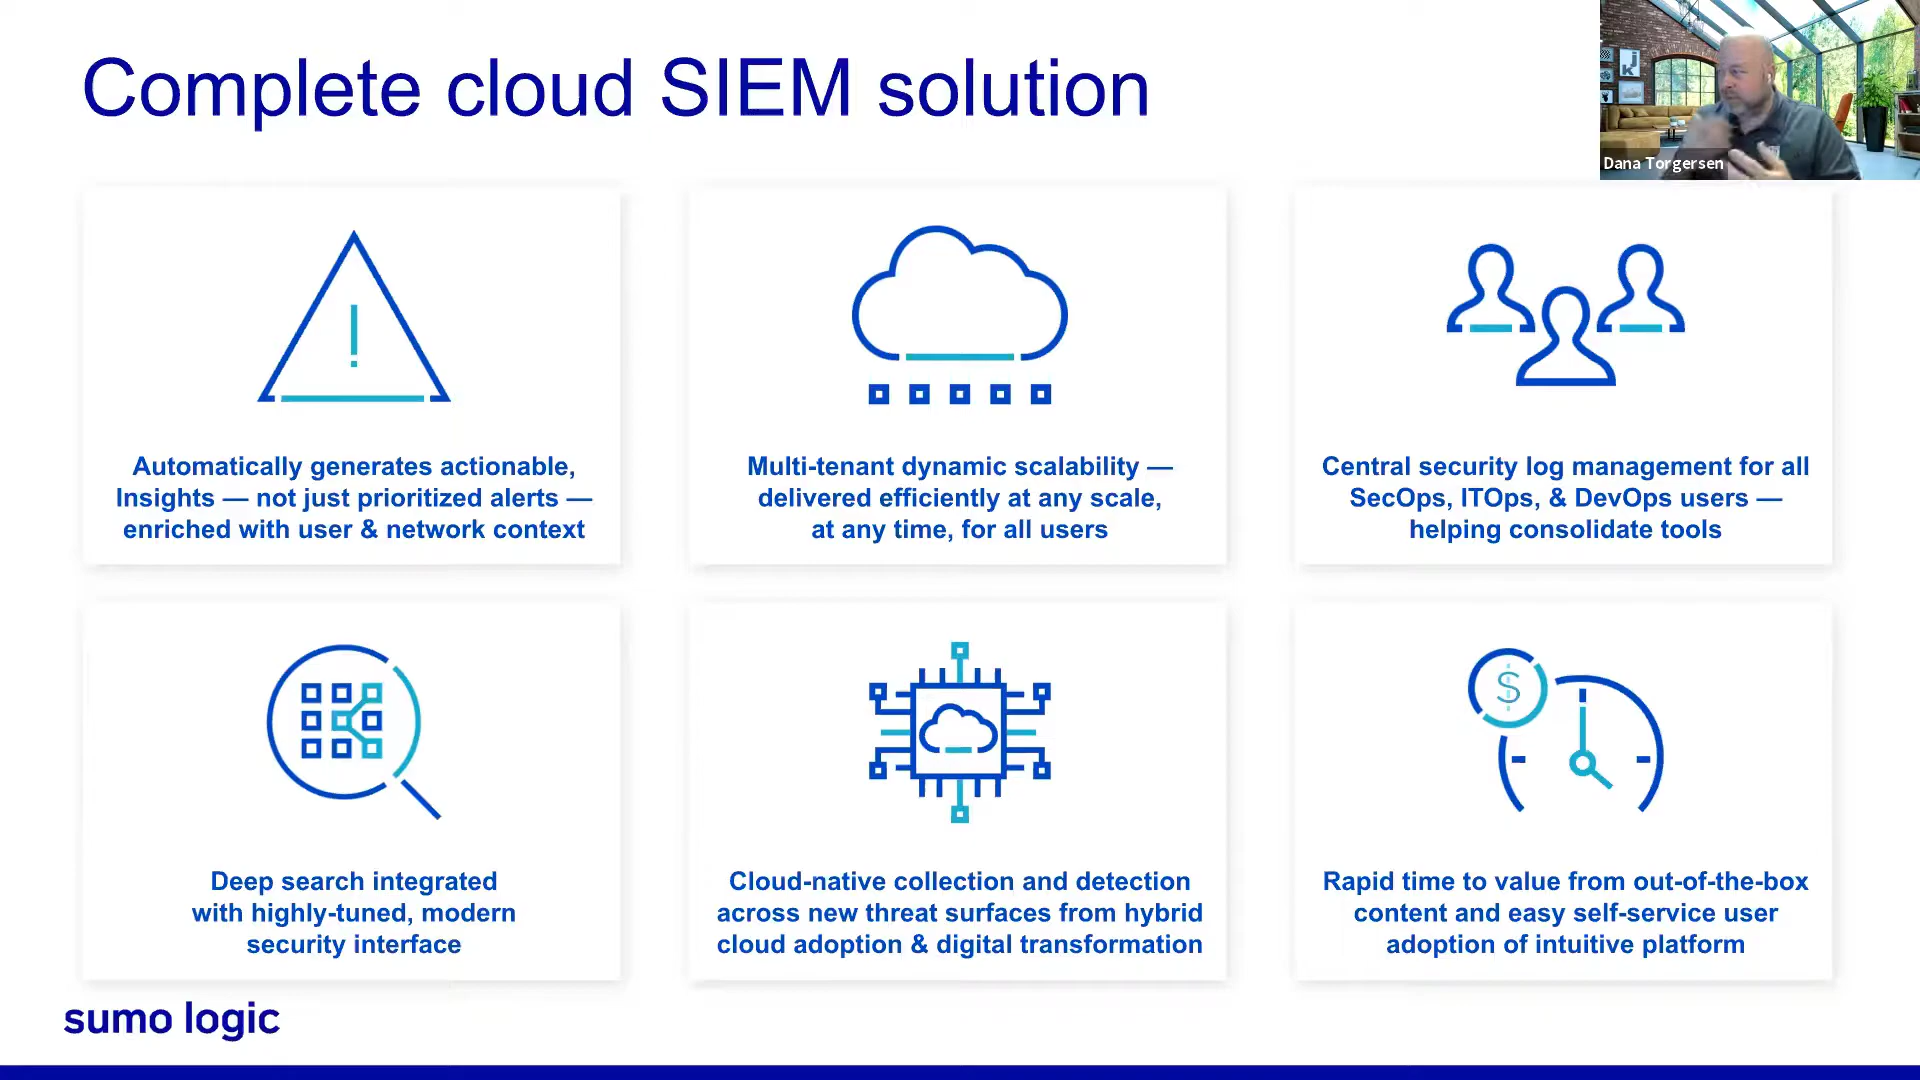 Complete cloud SIEM solution
Dana Torgersen
Automatically generates actionable,
Insights — not just prioritized alerts —
enriched with user & network context
Multi-tenant dynamic scalability —
delivered efficiently at any scale,
at any time, for all users
Central security log management for all
SecOps, ITOps, & DevOps users —
helping consolidate tools
$
Deep search integrated
with highly-tuned, modern
security interface
Cloud-native collection and detection
across new threat surfaces from hybrid
cloud adoption & digital transformation
Rapid time to value from out-of-the-box
content and easy self-service user
adoption of intuitive platform
sumo logic